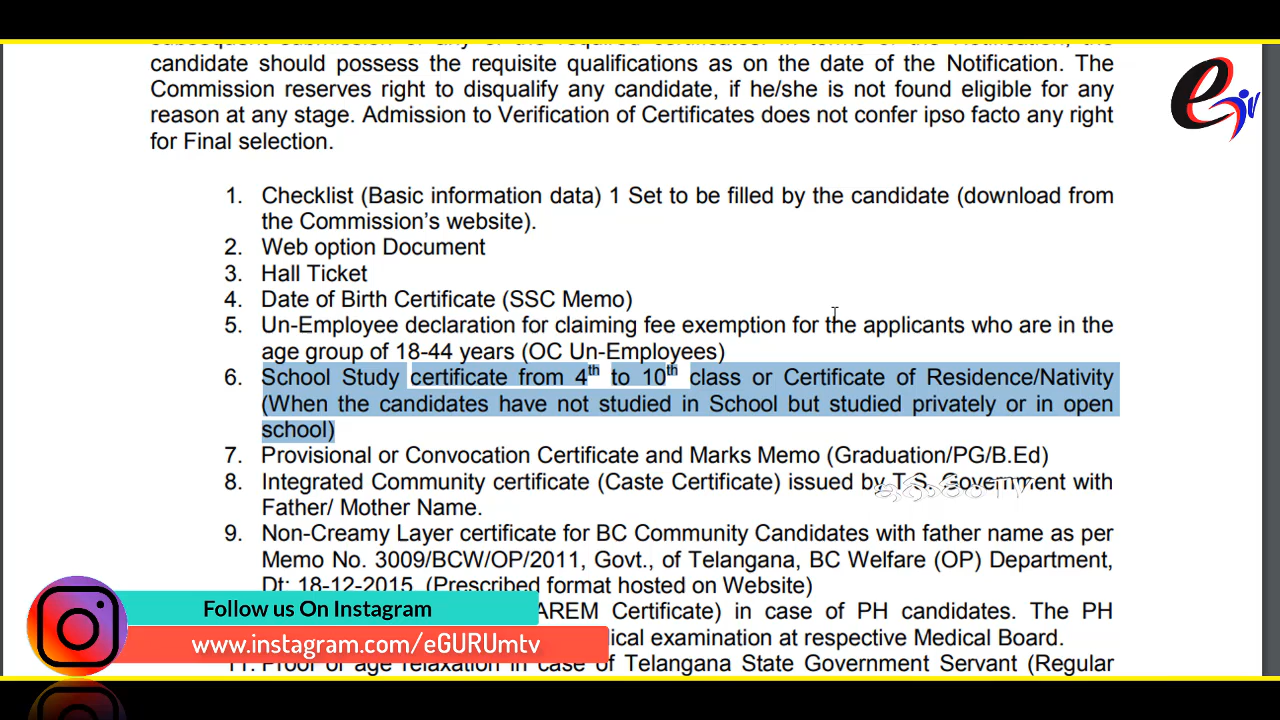 candidate should possess the requisite qualifications as on the date of the Notification. The
Commission reserves right to disqualify any candidate, if he/she is not found eligible for any
reason at any stage. Admission to Verification of Certificates does not confer ipso facto any right
for Final selection.
1. Checklist (Basic information data) 1 Set to be filled by the candidate (download from
the Commission's website).
2. Web option Document
3. Hall Ticket
4. Date of Birth Certificate (SSC Memo)
5. Un-Employee declaration for claiming fee exemption for the applicants who are in the
age group of 18-44 years (OC Un-Employees)
6. School Study certificate from 4th to 10th class or Certificate of Residence/Nativity
(When the candidates have not studied in School but studied privately or in open
school)
7. Provisional or Convocation Certificate and Marks Memo (Graduation/PG/B.Ed)
8. Integrated Community certificate (Caste Certificate) issued by T.S. Government with
Father/ Mother Name.
9. Non-Creamy Layer certificate for BC Community Candidates with father name as per
Memo No. 3009/BCW/OP/2011, Govt., of Telangana, BC Welfare (OP) Department,
Dt: 18-12-2015. (Prescribed format hosted on Website)
AREM Certificate) in case of PH candidates. The PH
ical examination at respective Medical Board.
11. Proof of age relaxation in case of Telangana State Government Servant (Regular
Follow us On Instagram
www.instagram.com/eGURUmtv